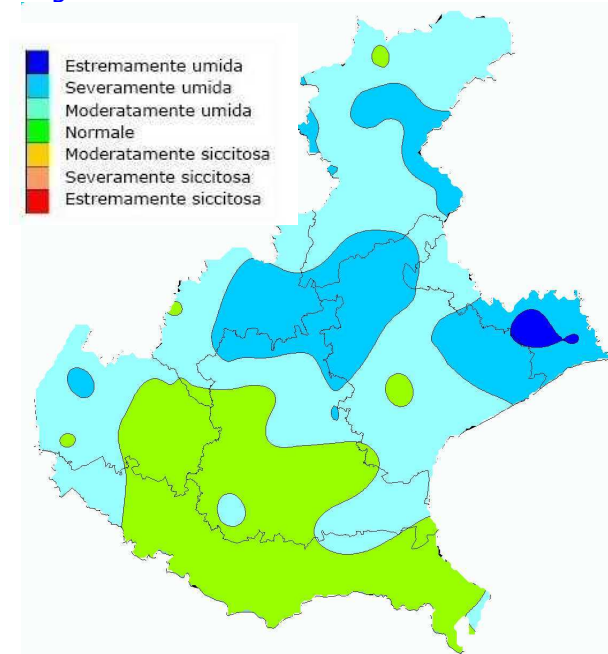 Estremamente umida
Severamente umida
Moderatamente umida
Normale
Moderatamente siccitosa
Severamente siccitosa
Estremamente siccitosa